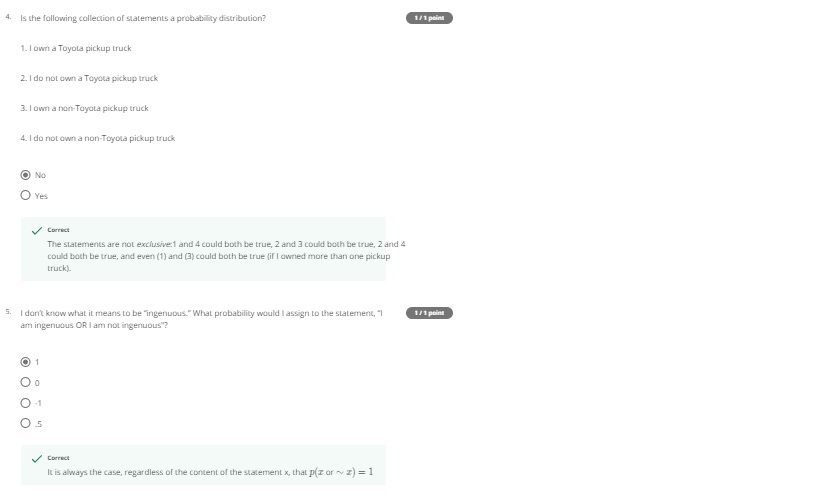 4. Is the following collection of statements a probability distribution?
1 / 1 point
1. I own a Toyota pickup truck
2. I do not own a Toyota pickup truck
3. I own a non-Toyota pickup truck
4. I do not own a non-Toyota pickup truck
No
Yes
Correct
The statements are not exclusive:1 and 4 could both be true, 2 and 3 could both be true, 2 and 4
could both be true, and even (1) and (3) could both be true (if I owned more than one pickup
truck).
5. I don't know what it means to be "ingenuous." What probability would I assign to the statement, "I
am ingenuous OR I am not ingenuous"?
1 / 1 point
1
0
-1
.5
Correct
It is always the case, regardless of the content of the statement x, that p(x or ∼ x) = 1